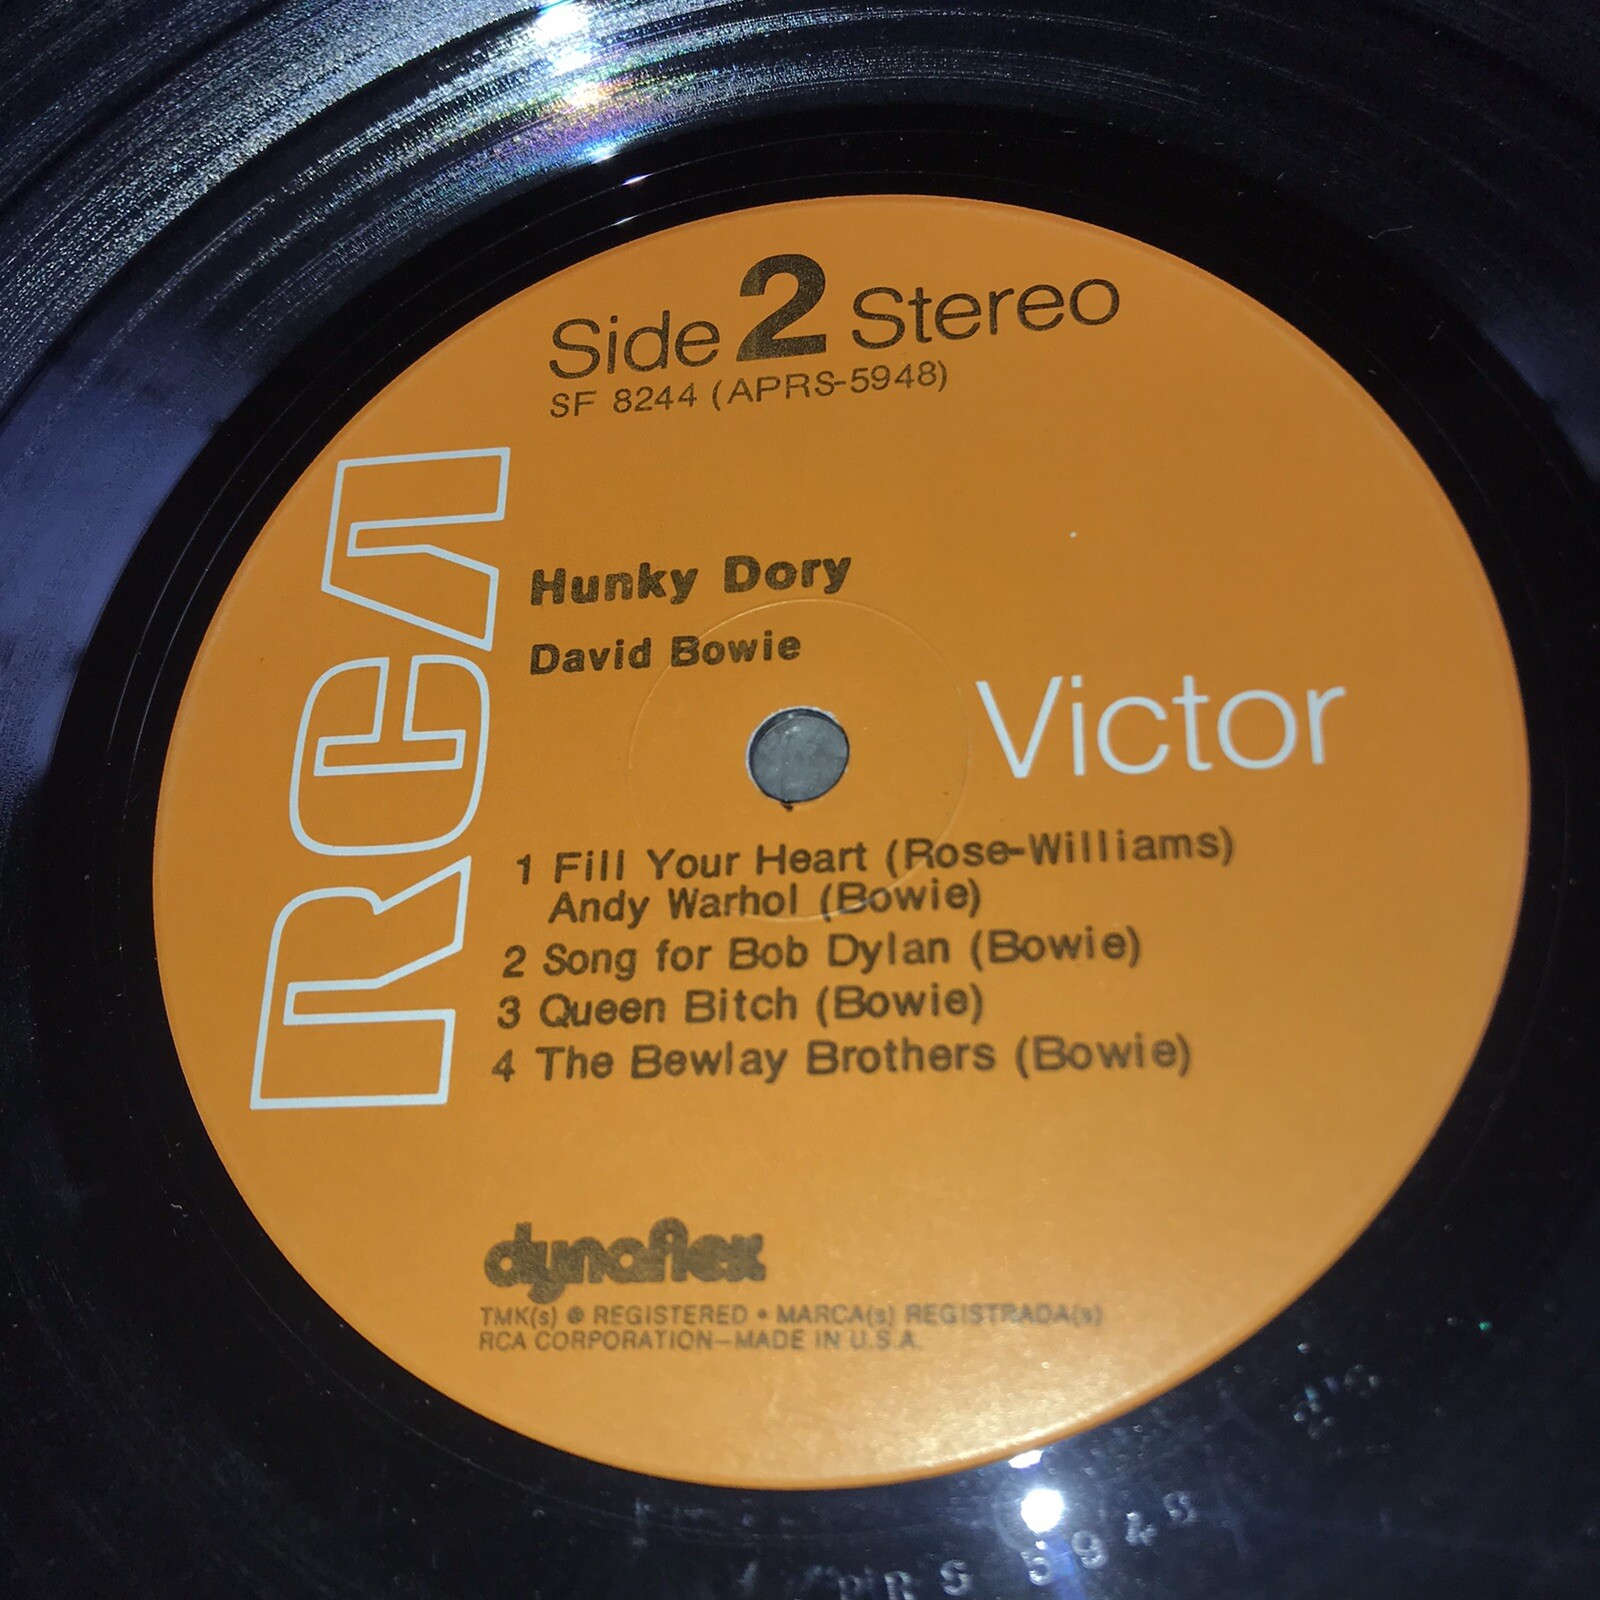 Side 2 Stereo
SF 8244 (APRS-5948)
RCA
Hunky Dory
David Bowie
Victor
1 Fill Your Heart (Rose-Williams)
Andy Warhol (Bowie)
2 Song for Bob Dylan (Bowie)
3 Queen Bitch (Bowie)
4 The Bewlay Brothers (Bowie)
dynaflex
TMK(s) ® REGISTERED • MARCA(s) REGISTRADA(s)
RCA CORPORATION—MADE IN U.S.A.
PRS 5948